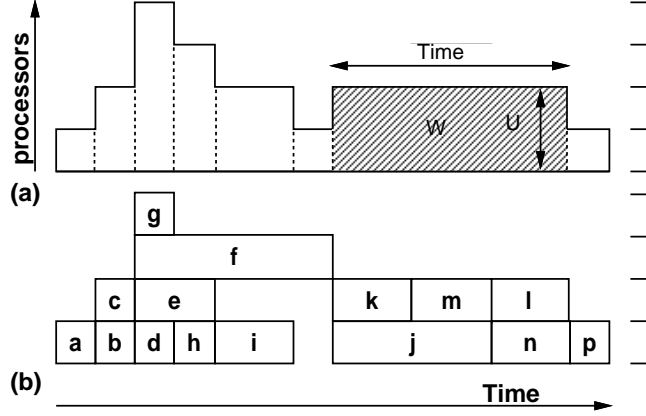 Time
processors
W U
(a)
g
f
c e k m l
a b d h i j n p
(b)
Time